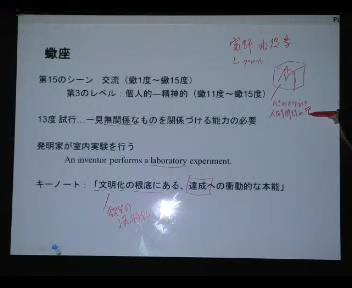 蠍座
第15のシーン 交流（蠍1度～蠍15度）
第3のレベル：個人的―精神的（蠍11度～蠍15度）
13度 試行…一見無関係なものを関係づける能力の必要
発明家が室内実験を行う
An inventor performs a laboratory experiment.
キーノート：「文明化の根底にある、達成への衝動的な本能」